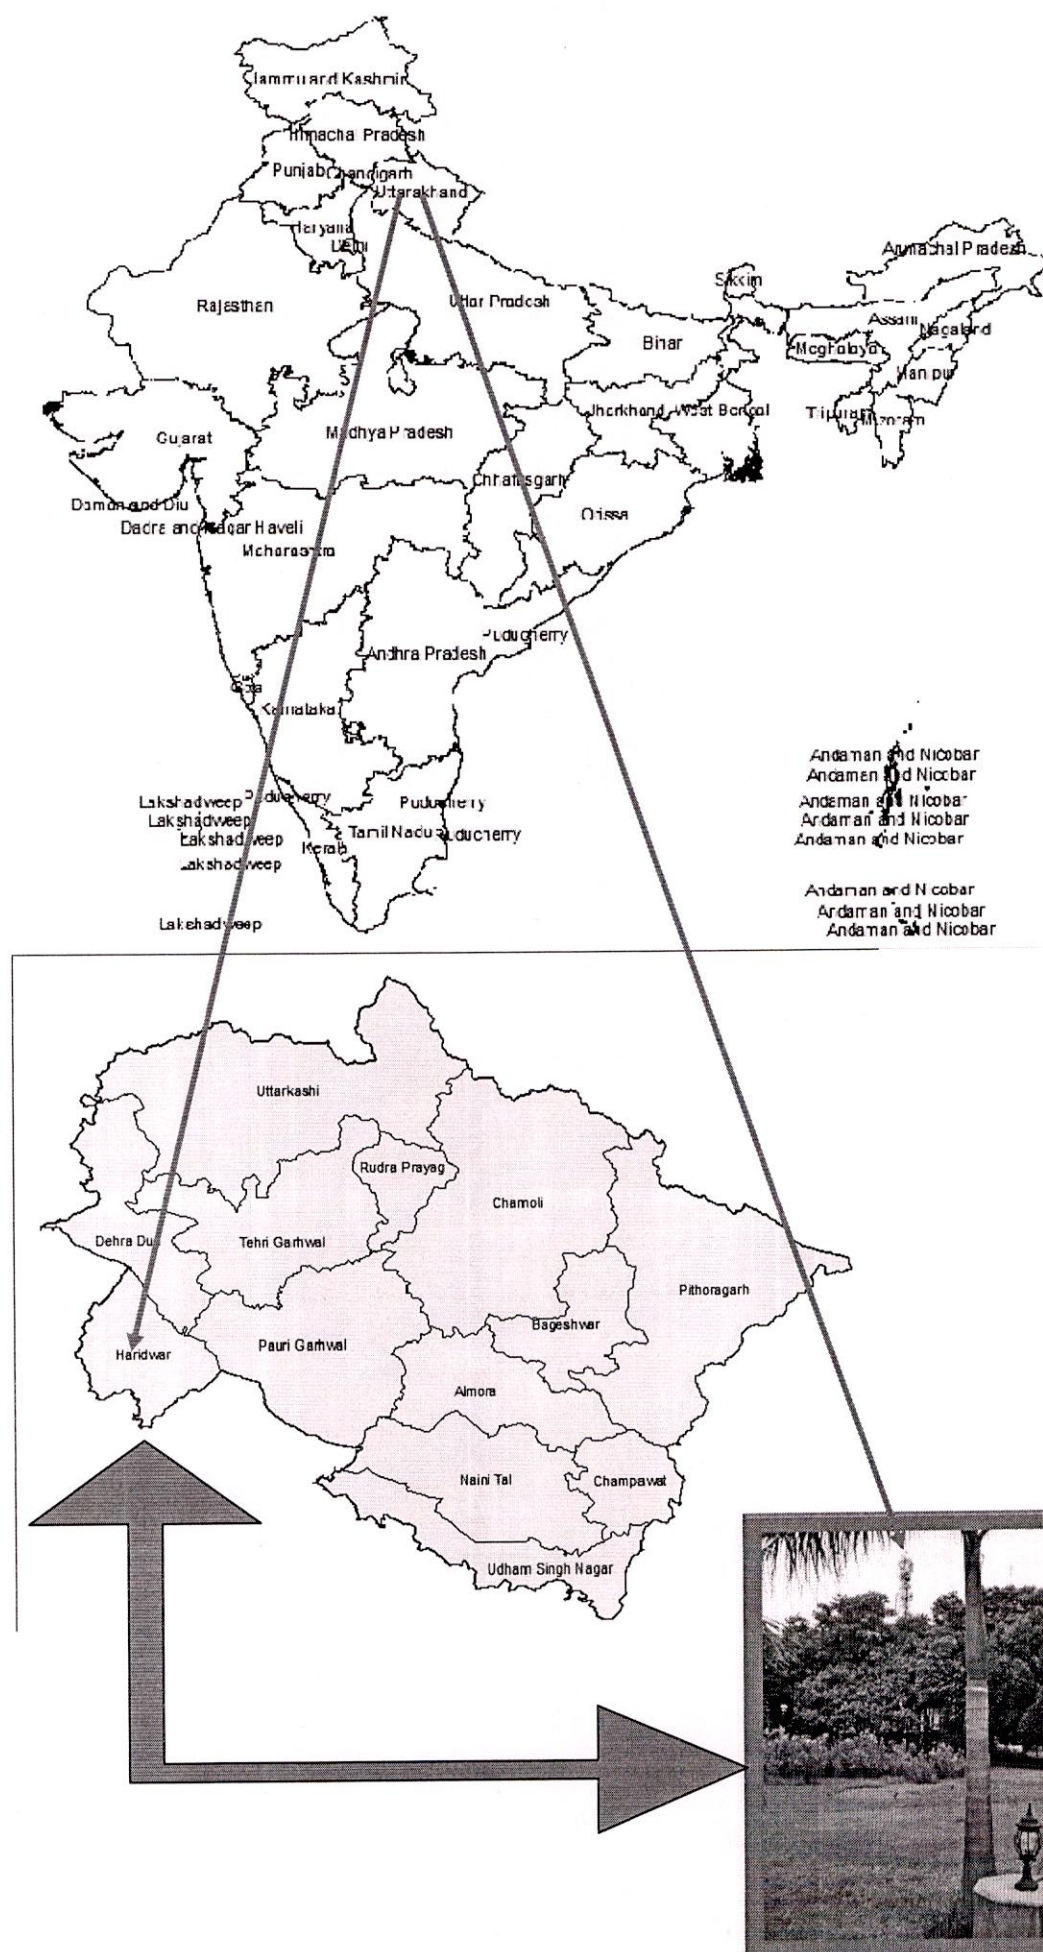 Jammu and Kashmir
Himachal Pradesh
Punjab
Chandigarh
Uttarakhand
Haryana
Delhi
Rajasthan
Uttar Pradesh
Sikkim
Arunachal Pradesh
Assam
Nagaland
Meghalaya
Manipur
Bihar
Tripura
Mizoram
Jharkhand
West Bengal
Gujarat
Madhya Pradesh
Chhattisgarh
Orissa
Daman and Diu
Dadra and Nagar Haveli
Maharashtra
Puducherry
Andhra Pradesh
Goa
Karnataka
Andaman and Nicobar
Andaman and Nicobar
Andaman and Nicobar
Andaman and Nicobar
Andaman and Nicobar
Puducherry
Puducherry
Lakshadweep
Lakshadweep
Lakshadweep
Lakshadweep
Tamil Nadu
Puducherry
Kerala
Andaman and Nicobar
Andaman and Nicobar
Andaman and Nicobar
Lakshadweep
Uttarkashi
Rudra Prayag
Chamoli
Dehra Du
Tehri Garhwal
Pithoragarh
Bageshwar
Pauri Garhwal
Haridwar
Almora
Naini Tal
Champawat
Udham Singh Nagar